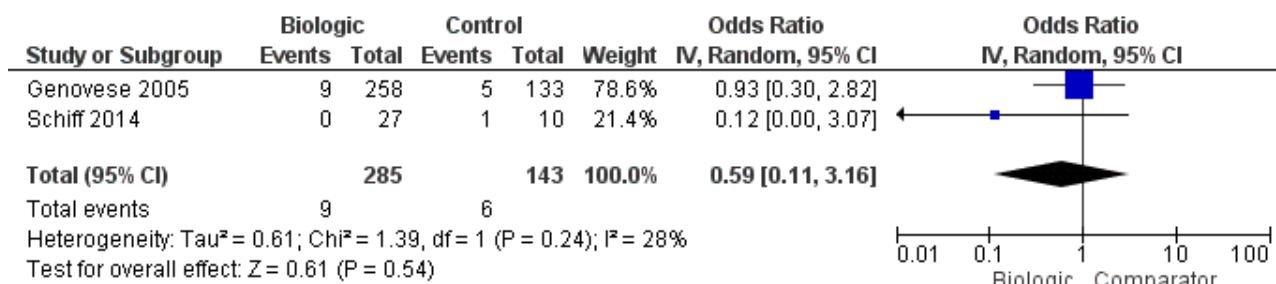 Biologic Control Odds Ratio Odds Ratio
Study or Subgroup Events Total Events Total Weight IV, Random, 95% CI IV, Random, 95% CI
Genovese 2005 9 258 5 133 78.6% 0.93 [0.30, 2.82]
Schiff 2014 0 27 1 10 21.4% 0.12 [0.00, 3.07]
Total (95% CI) 285 143 100.0% 0.59 [0.11, 3.16]
Total events 9 6
Heterogeneity: Tau² = 0.61; Chi² = 1.39, df = 1 (P = 0.24); I² = 28%
Test for overall effect: Z = 0.61 (P = 0.54)
0.01 0.1 1 10 100
Biologic Comparator